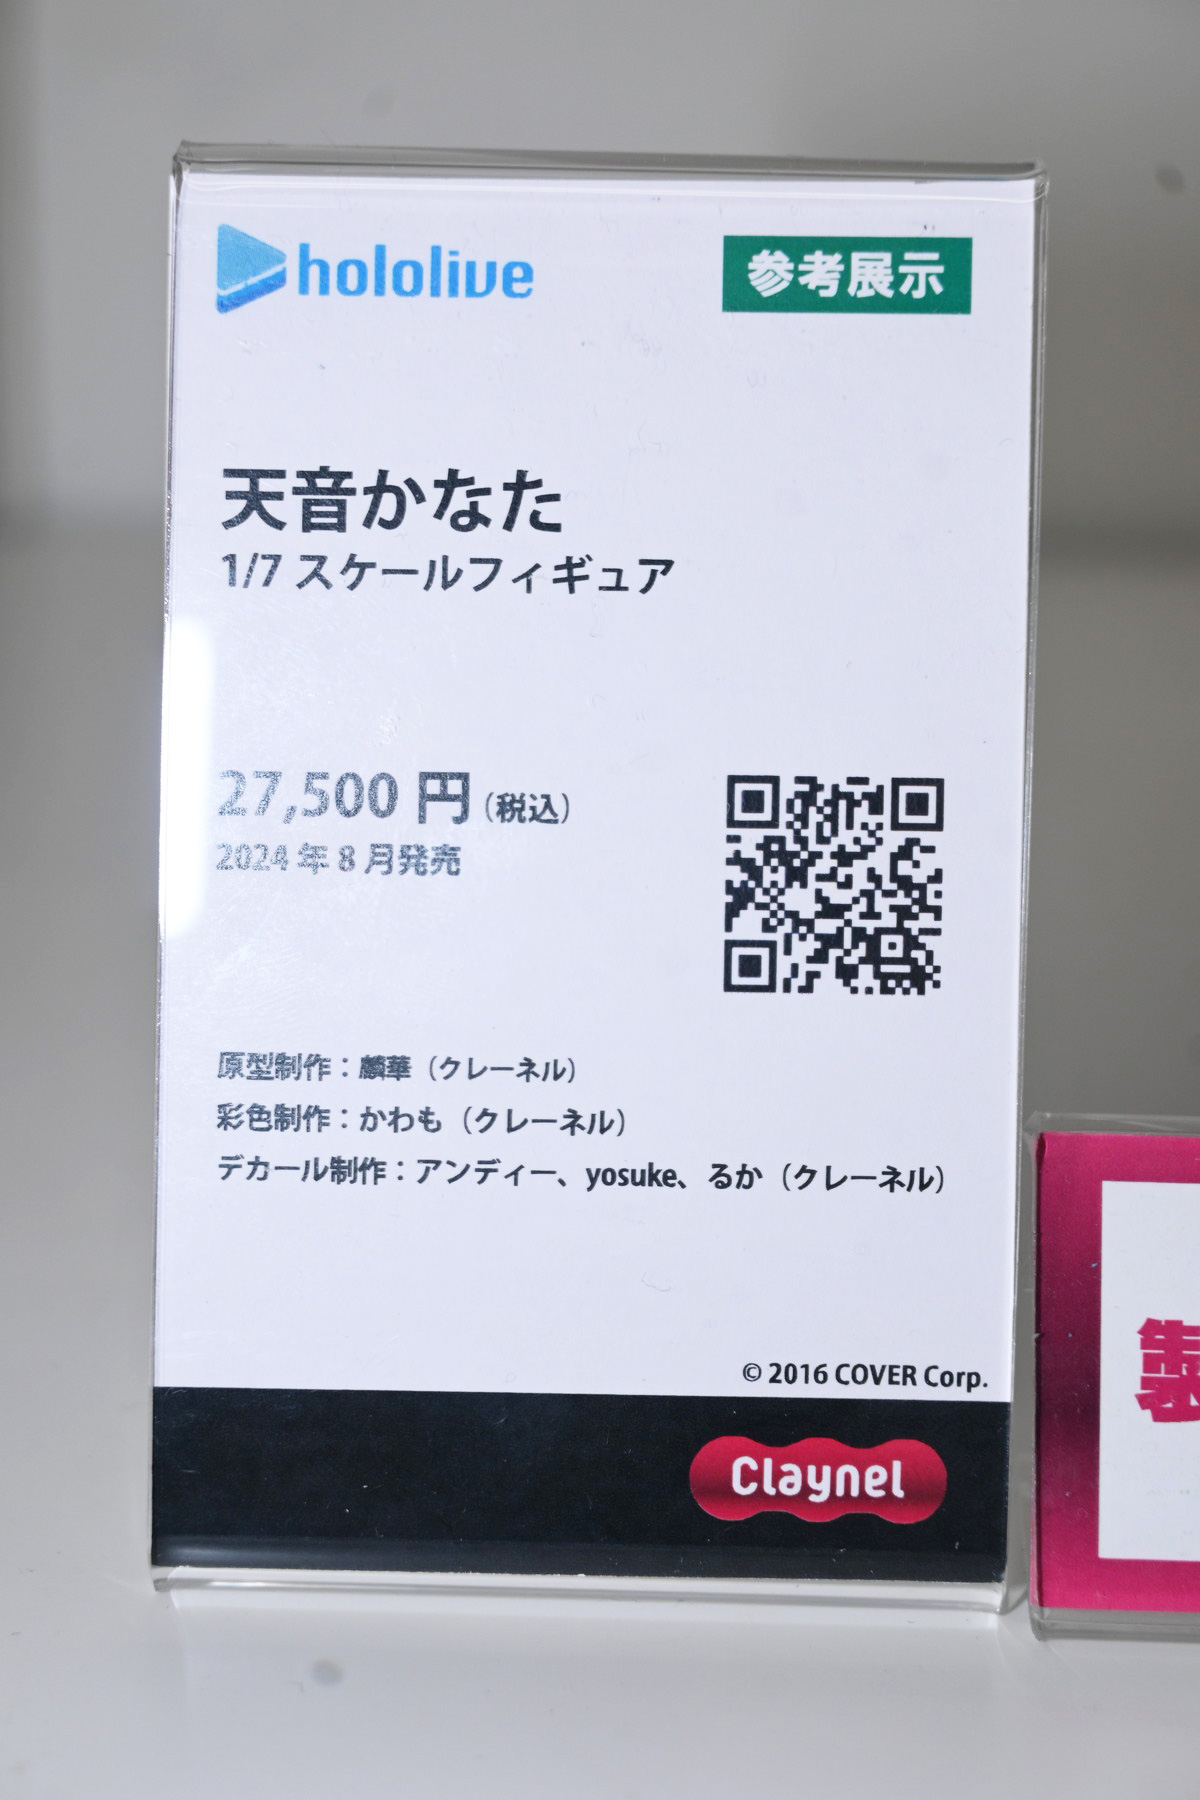 hololive
参考展示
天音かなた
1/7 スケールフィギュア
27,500 円（税込）
2024 年 8 月発売
原型制作：麟華（クレーネル）
彩色制作：かわも（クレーネル）
デカール制作：アンディー、yosuke、るか（クレーネル）
© 2016 COVER Corp.
Claynel
製